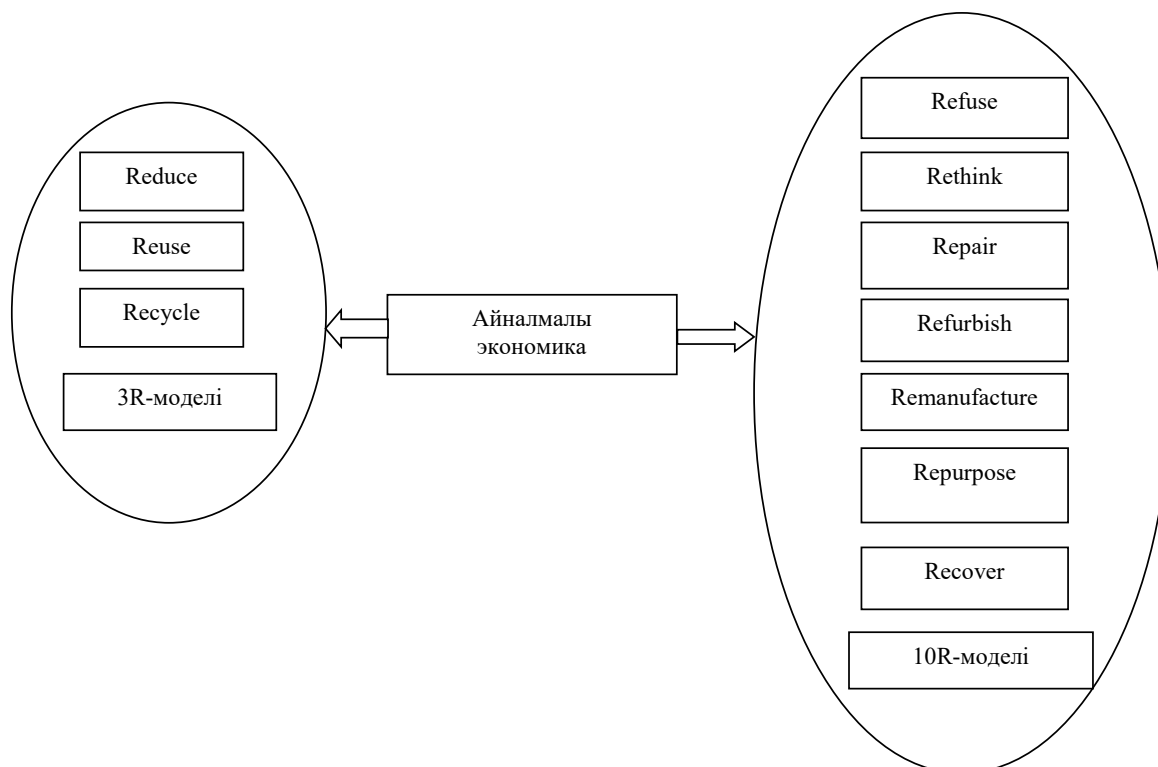 Reduce
Reuse
Recycle
3R-моделі
Айналмалы
экономика
Refuse
Rethink
Repair
Refurbish
Remanufacture
Repurpose
Recover
10R-моделі